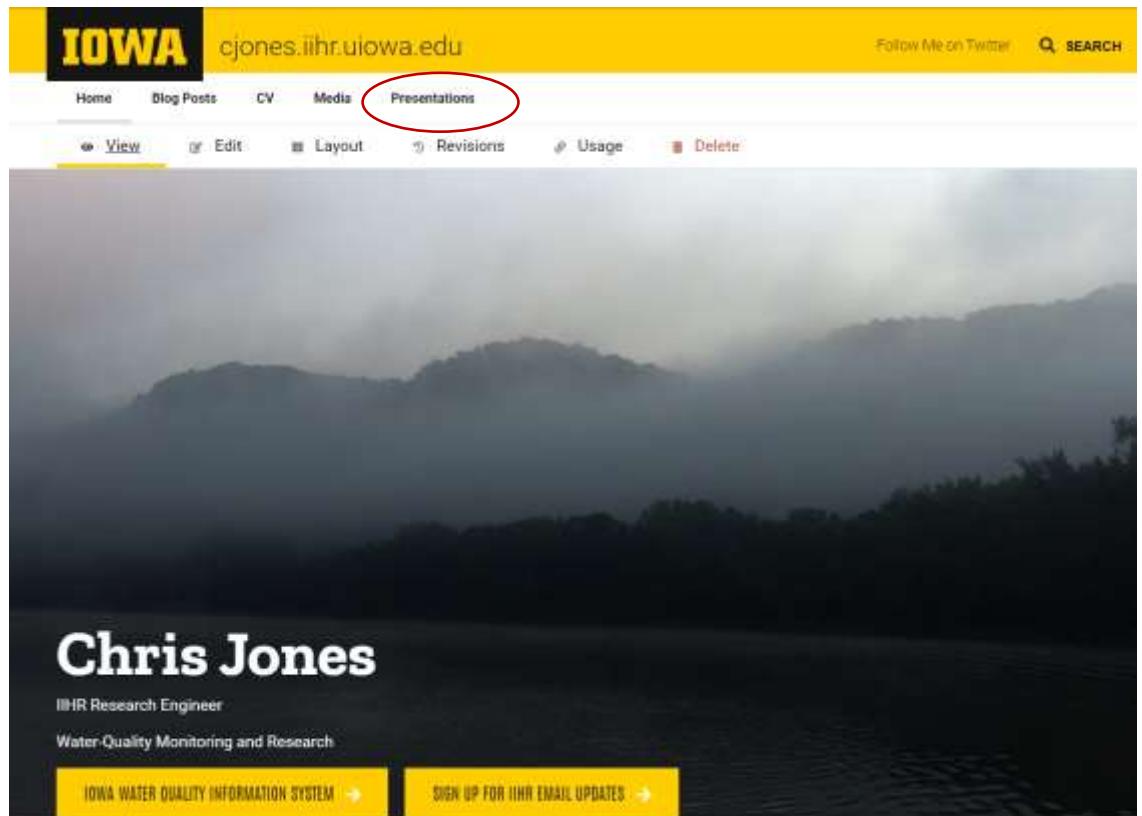 IOWA cjones.iihr.uiowa.edu Follow Me on Twitter SEARCH
Home Blog Posts CV Media Presentations
View Edit Layout Revisions Usage Delete
Chris Jones
IIHR Research Engineer
Water-Quality Monitoring and Research
IOWA WATER QUALITY INFORMATION SYSTEM SIGN UP FOR IIHR EMAIL UPDATES